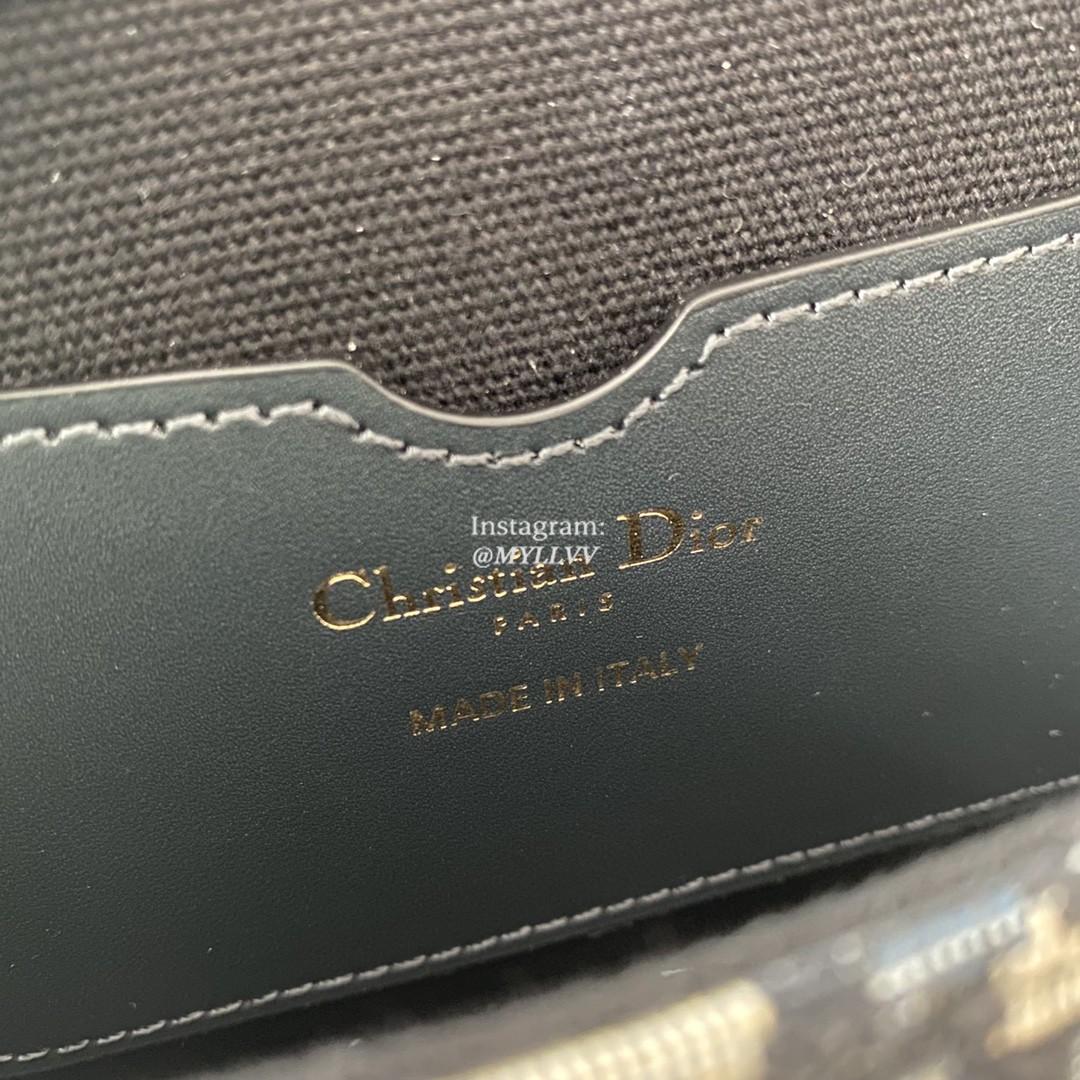 Instagram:
@MYLLVV
Christian Dior
PARIS
MADE IN ITALY